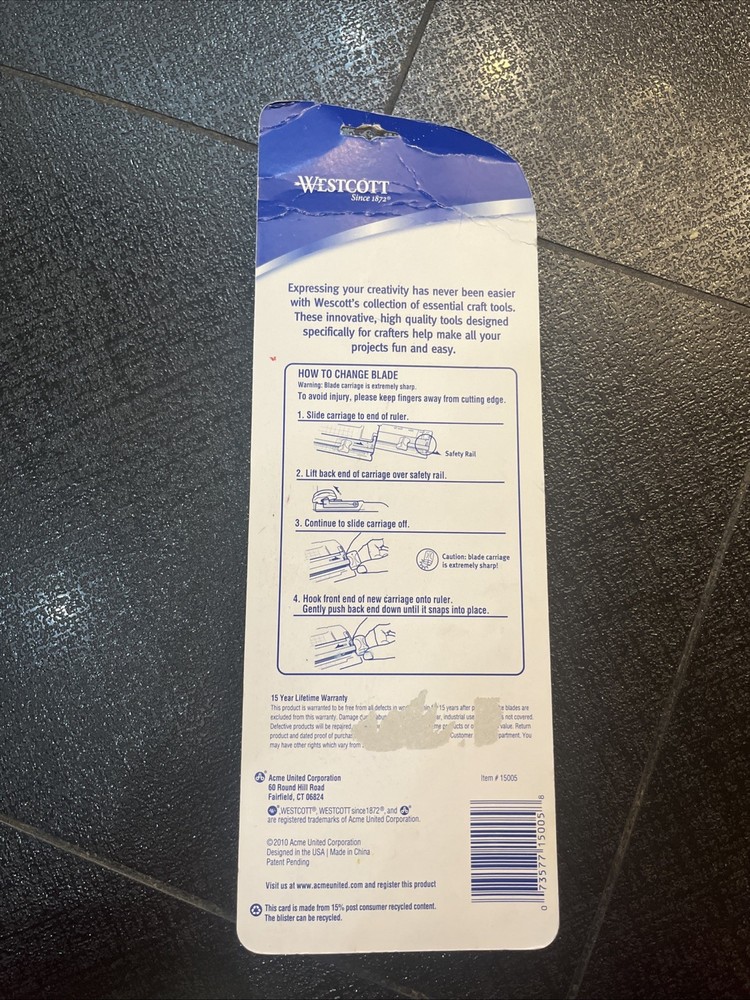 WESTCOTT
Since 1872®
Expressing your creativity has never been easier
with Wescott's collection of essential craft tools.
These innovative, high quality tools designed
specifically for crafters help make all your
projects fun and easy.
HOW TO CHANGE BLADE
Warning: Blade carriage is extremely sharp.
To avoid injury, please keep fingers away from cutting edge.
1. Slide carriage to end of ruler.
Safety Rail
2. Lift back end of carriage over safety rail.
3. Continue to slide carriage off.
Caution: blade carriage
is extremely sharp!
4. Hook front end of new carriage onto ruler.
Gently push back end down until it snaps into place.
15 Year Lifetime Warranty
This product is warranted to be free from all defects in 15 years after blades are
excluded from this warranty. Damage industrial use not covered.
Defective products will be repaired, products or value. Return
product and dated proof of Customer
may have other rights which vary from
Acme United Corporation
60 Round Hill Road
Fairfield, CT 06824
Item # 15005
®, WESTCOTT®, WESTCOTT since1872®, and ®
are registered trademarks of Acme United Corporation.
©2010 Acme United Corporation
Designed in the USA | Made in China
Patent Pending
Visit us at www.acmeunited.com and register this product
This card is made from 15% post consumer recycled content.
The blister can be recycled.
0 73577 15005 8